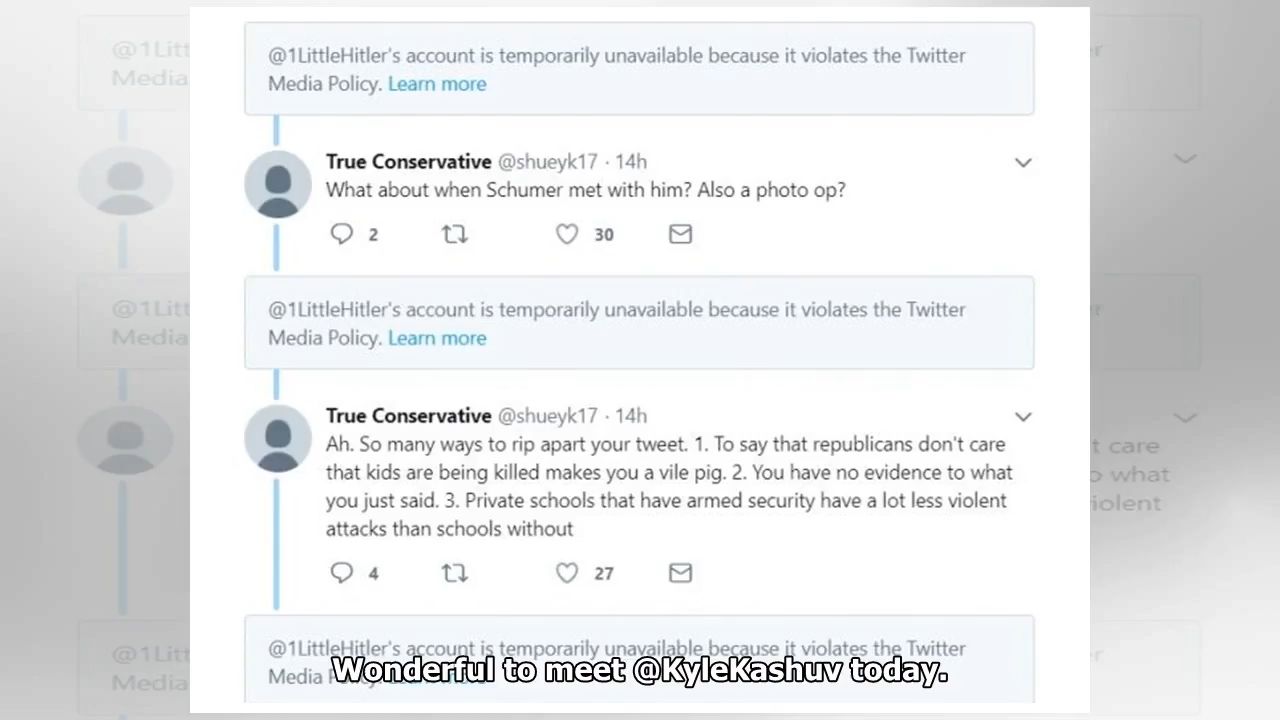 @1LittleHitler's account is temporarily unavailable because it violates the Twitter
Media Policy. Learn more
True Conservative @shueyk17 · 14h
What about when Schumer met with him? Also a photo op?
2 30
@1LittleHitler's account is temporarily unavailable because it violates the Twitter
Media Policy. Learn more
True Conservative @shueyk17 · 14h
Ah. So many ways to rip apart your tweet. 1. To say that republicans don't care
that kids are being killed makes you a vile pig. 2. You have no evidence to what
you just said. 3. Private schools that have armed security have a lot less violent
attacks than schools without
4 27
@1LittleHitler's account is temporarily unavailable because it violates the Twitter
Media
Wonderful to meet @KyleKashuv today.